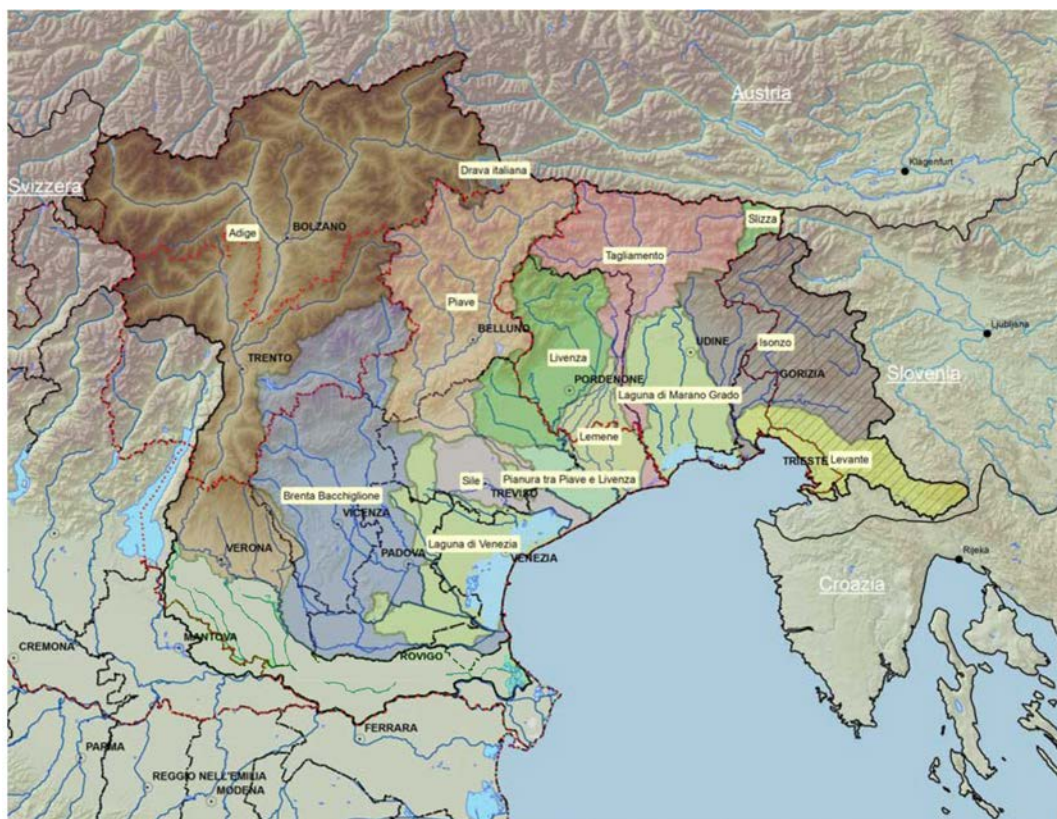 Austria
Klagenfurt
Drava italiana
Svizzera
Slizza
BOLZANO
Adige
Tagliamento
Piave
BELLUNO
Ljubljana
UDINE
Isonzo
TRENTO
Livenza
GORIZIA
Slovenia
PORDENONE
Laguna di Marano Grado
Lemene
TRIESTE
Levante
Sile
Pianura tra Piave e Livenza
TREVISO
Brenta Bacchiglione
VICENZA
Laguna di Venezia
VERONA
PADOVA
VENEZIA
Rijeka
Croazia
MANTOVA
CREMONA
ROVIGO
FERRARA
PARMA
REGGIO NELL'EMILIA
MODENA